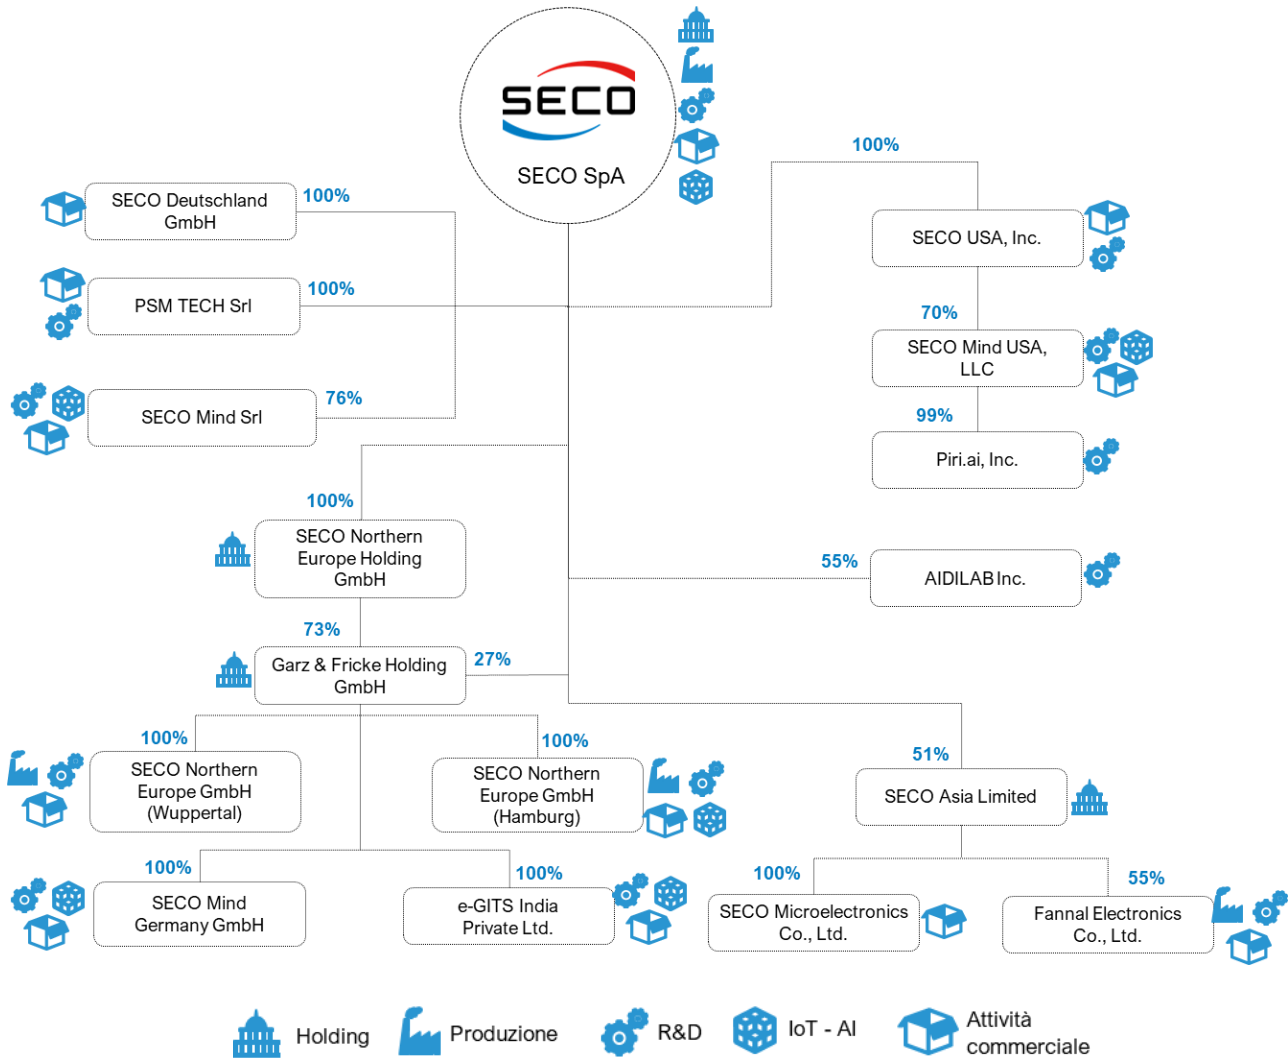 SECO
SECO SpA
100%
SECO Deutschland
GmbH
100%
PSM TECH Srl
100%
SECO Mind Srl
76%
100%
SECO USA, Inc.
70%
SECO Mind USA,
LLC
99%
Piri.ai, Inc.
55%
AIDILAB Inc.
100%
SECO Northern
Europe Holding
GmbH
73%
Garz & Fricke Holding
GmbH
27%
100%
SECO Northern
Europe GmbH
(Wuppertal)
100%
SECO Northern
Europe GmbH
(Hamburg)
100%
SECO Mind
Germany GmbH
100%
e-GITS India
Private Ltd.
51%
SECO Asia Limited
100%
SECO Microelectronics
Co., Ltd.
55%
Fannal Electronics
Co., Ltd.
Holding
Produzione
R&D
IoT - AI
Attività
commerciale